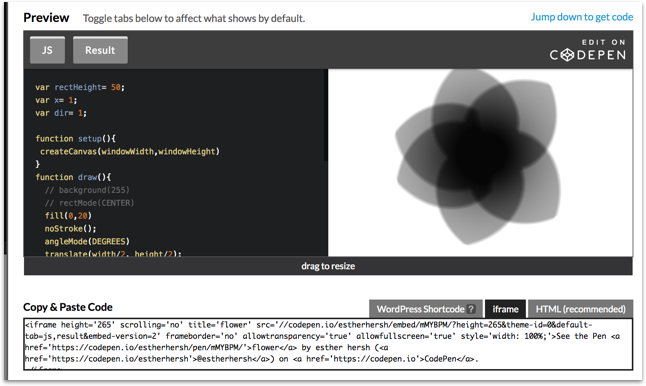 Preview Toggle tabs below to affect what shows by default. Jump down to get code
JS Result EDIT ON
CODEPEN
var rectHeight= 50;
var x= 1;
var dir= 1;
function setup(){
createCanvas(windowWidth,windowHeight)
}
function draw(){
// background(255)
// rectMode(CENTER)
fill(0,20)
noStroke();
angleMode(DEGREES)
translate(width/2, height/2);
drag to resize
Copy & Paste Code WordPress Shortcode ? iframe HTML (recommended)
<iframe height='265' scrolling='no' title='flower' src='//codepen.io/estherhersh/embed/mMYBPM/?height=265&theme-id=0&default-
tab=js,result&embed-version=2' frameborder='no' allowtransparency='true' allowfullscreen='true' style='width: 100%;'>See the Pen <a
href='https://codepen.io/estherhersh/pen/mMYBPM/'>flower</a> by esther hersh (<a
href='https://codepen.io/estherhersh'>@estherhersh</a>) on <a href='https://codepen.io'>CodePen</a>.